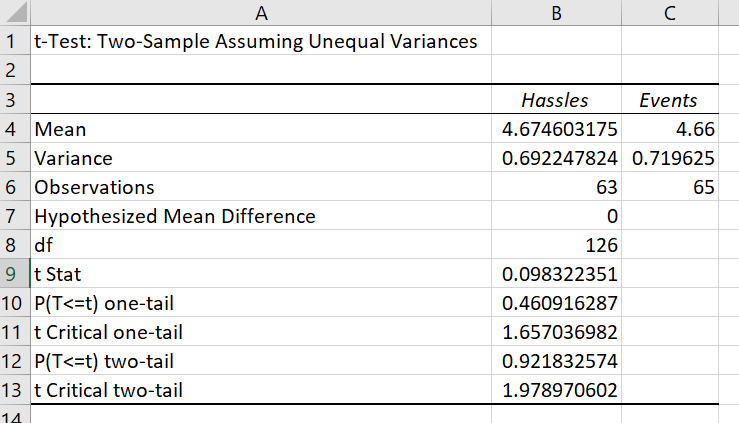 A B C
1 t-Test: Two-Sample Assuming Unequal Variances
2
3 Hassles Events
4 Mean 4.674603175 4.66
5 Variance 0.692247824 0.719625
6 Observations 63 65
7 Hypothesized Mean Difference 0
8 df 126
9 t Stat 0.098322351
10 P(T<=t) one-tail 0.460916287
11 t Critical one-tail 1.657036982
12 P(T<=t) two-tail 0.921832574
13 t Critical two-tail 1.978970602
14